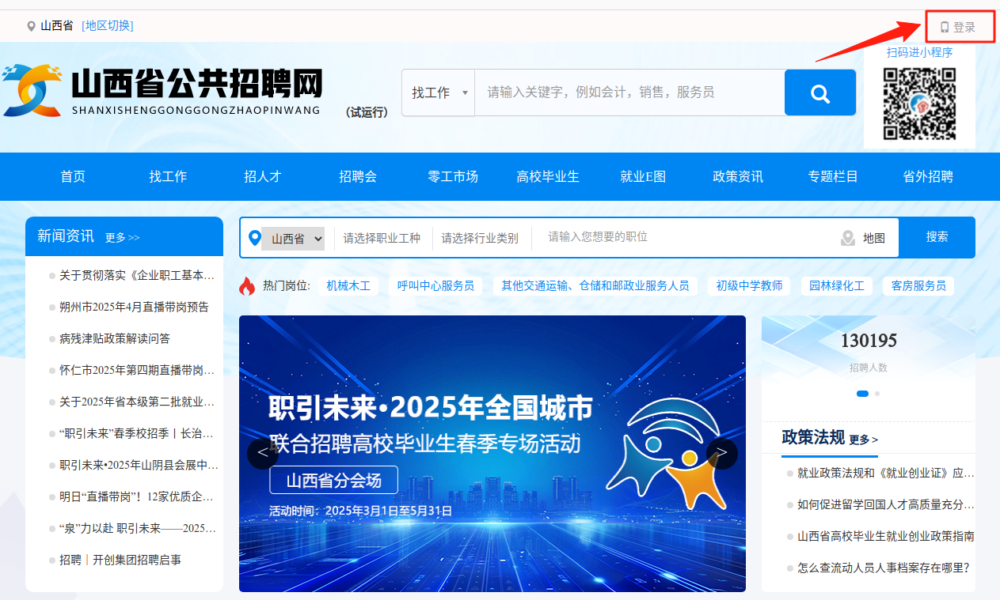 山西省 [地区切换]
登录
扫码进小程序
山西省公共招聘网
SHANXISHENGGONGGONGZHAOPINWANG
（试运行）
找工作
请输入关键字，例如会计，销售，服务员
首页 找工作 招人才 招聘会 零工市场 高校毕业生 就业E图 政策资讯 专题栏目 省外招聘
新闻资讯 更多 >>
关于贯彻落实《企业职工基本…
朔州市2025年4月直播带岗预告
病残津贴政策解读问答
怀仁市2025年第四期直播带岗…
关于2025年省本级第二批就业…
“职引未来”春季校招季丨长治…
职引未来•2025年山阴县会展中…
明日“直播带岗”！12家优质企…
“泉”力以赴 职引未来——2025…
招聘｜开创集团招聘启事
山西省 请选择职业工种 请选择行业类别 请输入您想要的职位 地图 搜索
热门岗位: 机械木工 呼叫中心服务员 其他交通运输、仓储和邮政业服务人员 初级中学教师 园林绿化工 客房服务员
职引未来•2025年全国城市
联合招聘高校毕业生春季专场活动
山西省分会场
活动时间：2025年3月1日至5月31日
<
>
130195
招聘人数
政策法规 更多 >
就业政策法规和《就业创业证》应…
如何促进留学回国人才高质量充分…
山西省高校毕业生就业创业政策指南
怎么查流动人员人事档案存在哪里？